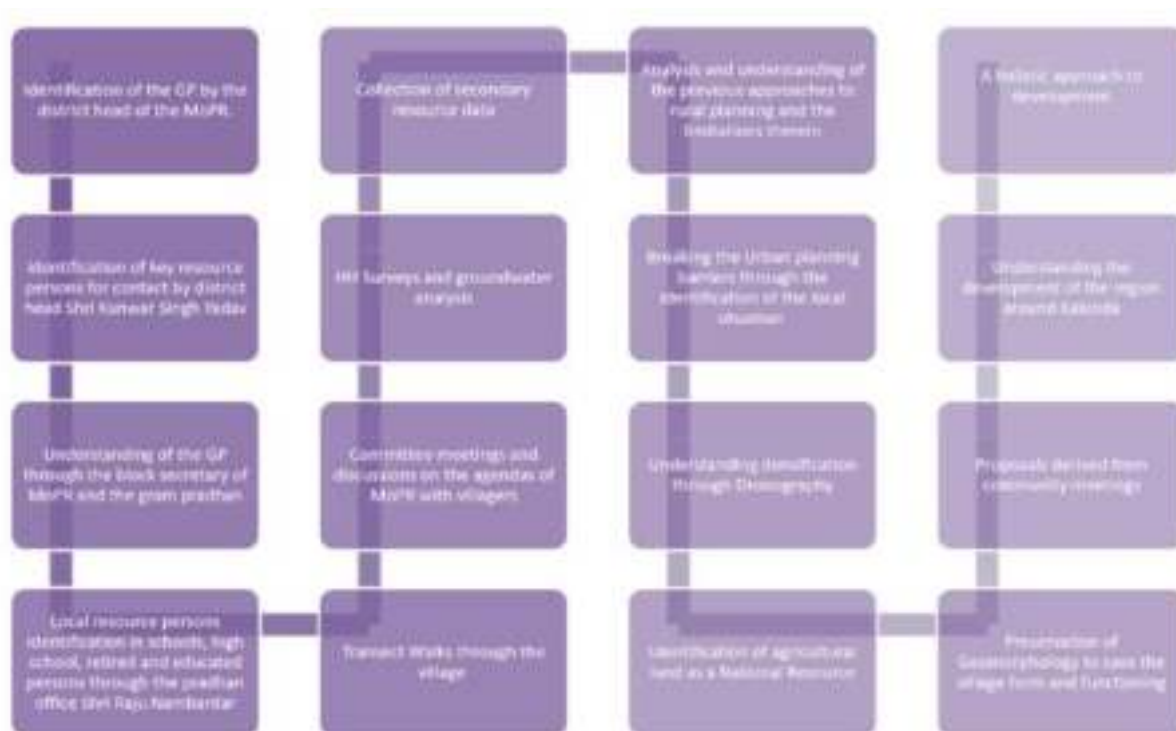 Identification of the GP by the
district head of the MoPR.
Identification of key resource
persons for contact by district
head Shri Kunwar Singh Yadav
Understanding of the GP
through the block secretary of
MoPR and the gram pradhan
Local resource persons
identification in schools, high
school, retired and educated
persons through the pradhan
office Shri Raju
Transect Walks through the
village
Committee meetings and
discussions on the agendas of
MoPR with villagers
HH Surveys and groundwater
analysis
Collection of secondary
resource data
Analysis and understanding of
the previous approaches to
rural planning and the
limitations therein
Breaking the Urban planning
barriers through the
identification of the local
situation
Understanding densification
through Demography
Identification of agricultural
land as a National Resource
Preservation of
Geomorphology to save the
village form and functioning
Proposals derived from
community meetings
Understanding the
development of the region
around
A holistic approach to
development